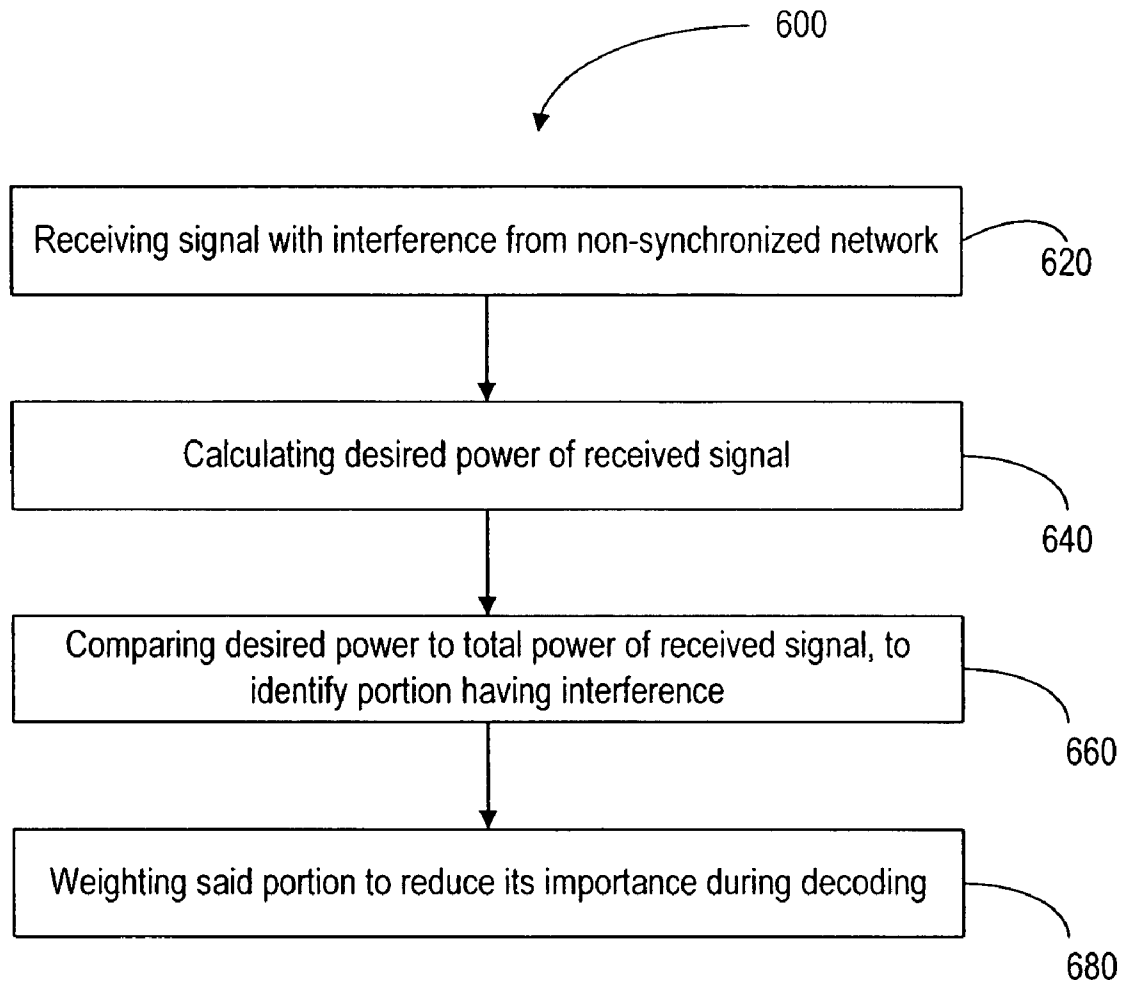 600
Receiving signal with interference from non-synchronized network
620
Calculating desired power of received signal
640
Comparing desired power to total power of received signal, to
identify portion having interference
660
Weighting said portion to reduce its importance during decoding
680